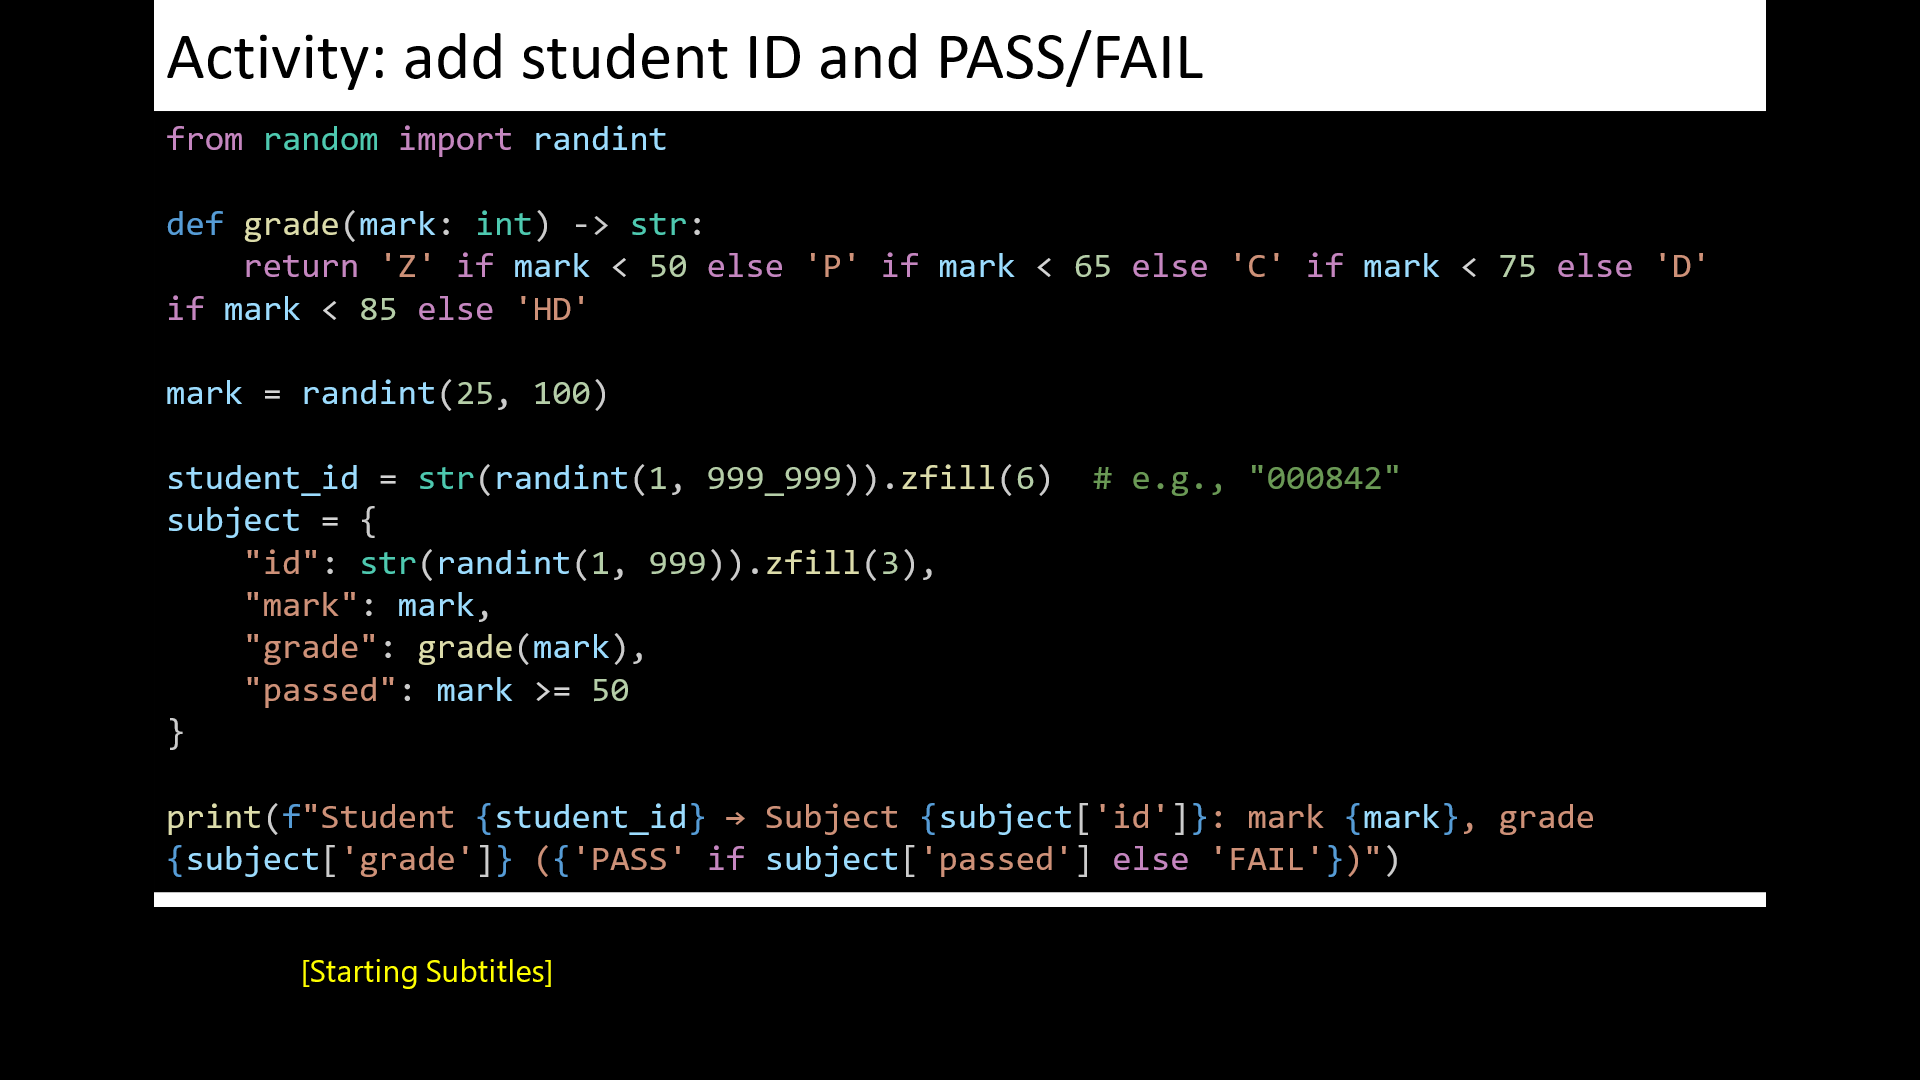 Activity: add student ID and PASS/FAIL
from random import randint
def grade(mark: int) -> str:
    return 'Z' if mark < 50 else 'P' if mark < 65 else 'C' if mark < 75 else 'D'
if mark < 85 else 'HD'
mark = randint(25, 100)
student_id = str(randint(1, 999_999)).zfill(6)  # e.g., "000842"
subject = {
    "id": str(randint(1, 999)).zfill(3),
    "mark": mark,
    "grade": grade(mark),
    "passed": mark >= 50
}
print(f"Student {student_id} → Subject {subject['id']}: mark {mark}, grade
{subject['grade']} ({'PASS' if subject['passed'] else 'FAIL'})")
[Starting Subtitles]